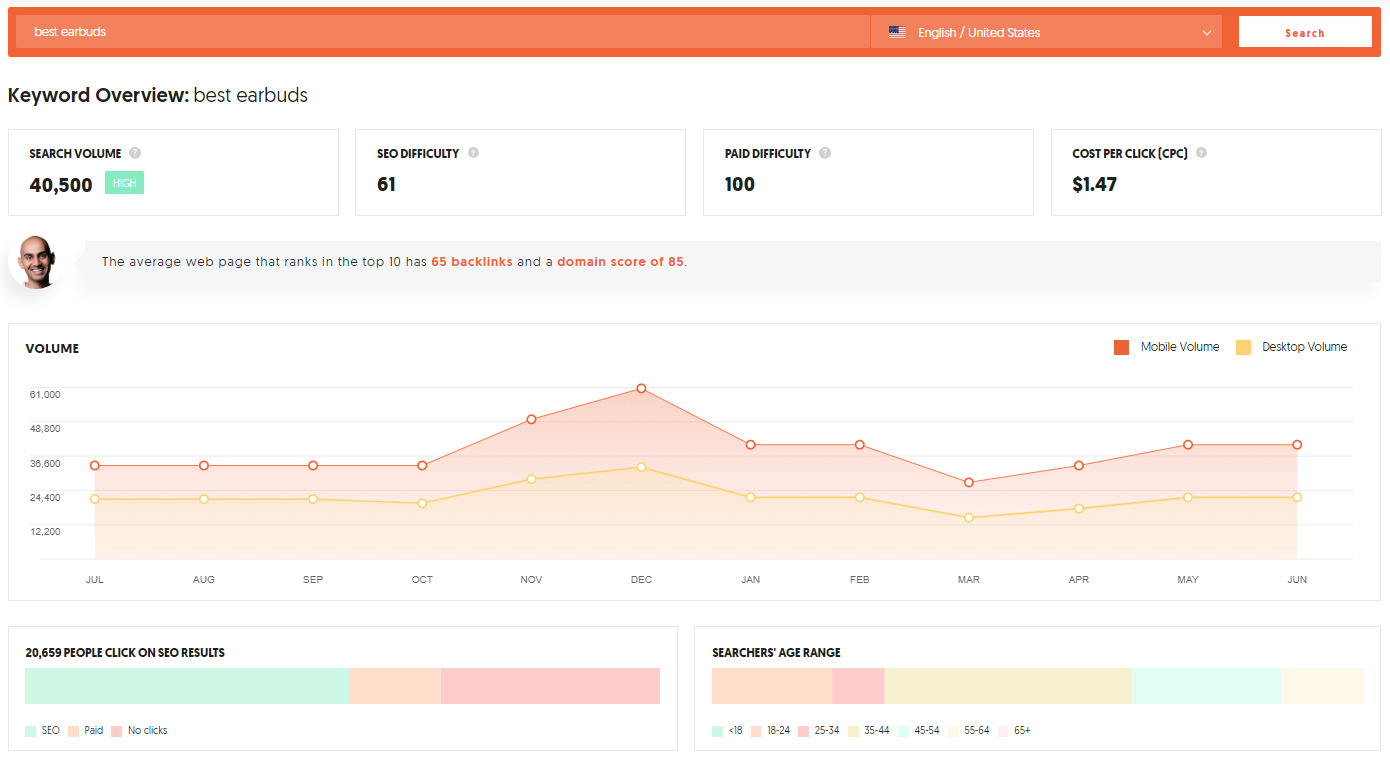 best earbuds English / United States Search
Keyword Overview: best earbuds
SEARCH VOLUME ? SEO DIFFICULTY ? PAID DIFFICULTY ? COST PER CLICK (CPC) ?
40,500 HIGH 61 100 $1.47
The average web page that ranks in the top 10 has 65 backlinks and a domain score of 85.
VOLUME Mobile Volume Desktop Volume
61,000
48,800
36,600
24,400
12,200
JUL AUG SEP OCT NOV DEC JAN FEB MAR APR MAY JUN
20,659 PEOPLE CLICK ON SEO RESULTS SEARCHERS' AGE RANGE
SEO Paid No clicks <18 18-24 25-34 35-44 45-54 55-64 65+